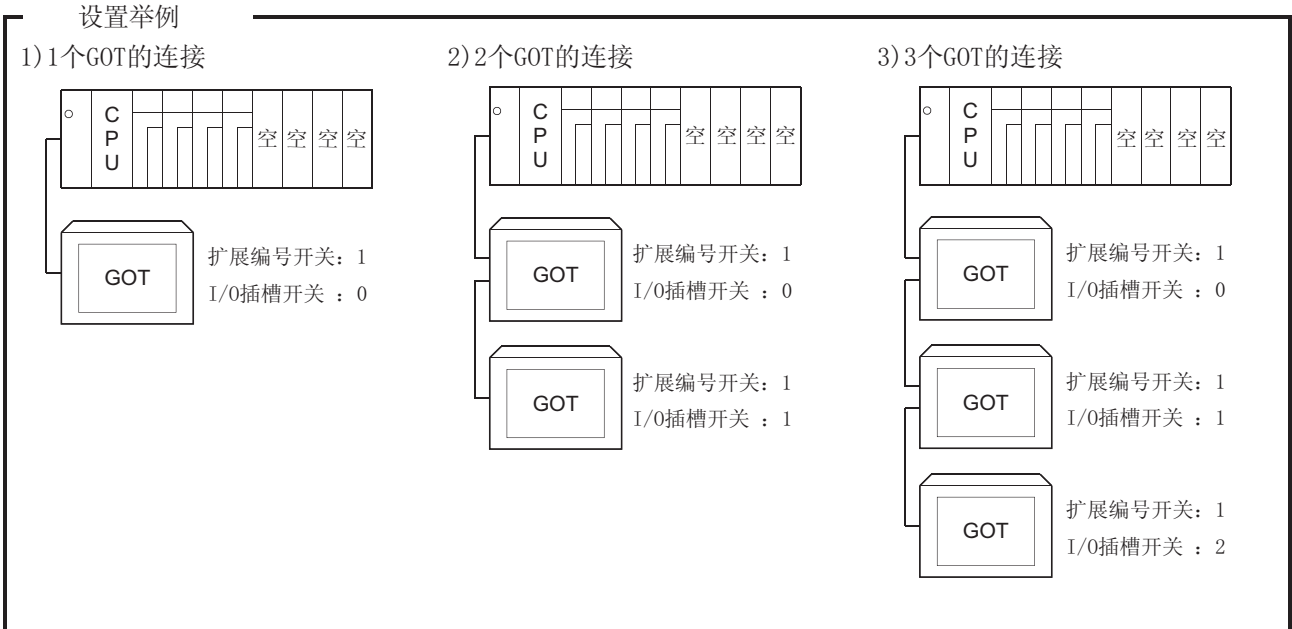 设置举例
1)1个GOT的连接
CPU
空 空 空 空
GOT
扩展编号开关：1
I/O插槽开关 ：0
2)2个GOT的连接
CPU
空 空 空 空
GOT
扩展编号开关：1
I/O插槽开关 ：0
GOT
扩展编号开关：1
I/O插槽开关 ：1
3)3个GOT的连接
CPU
空 空 空 空
GOT
扩展编号开关：1
I/O插槽开关 ：0
GOT
扩展编号开关：1
I/O插槽开关 ：1
GOT
扩展编号开关：1
I/O插槽开关 ：2